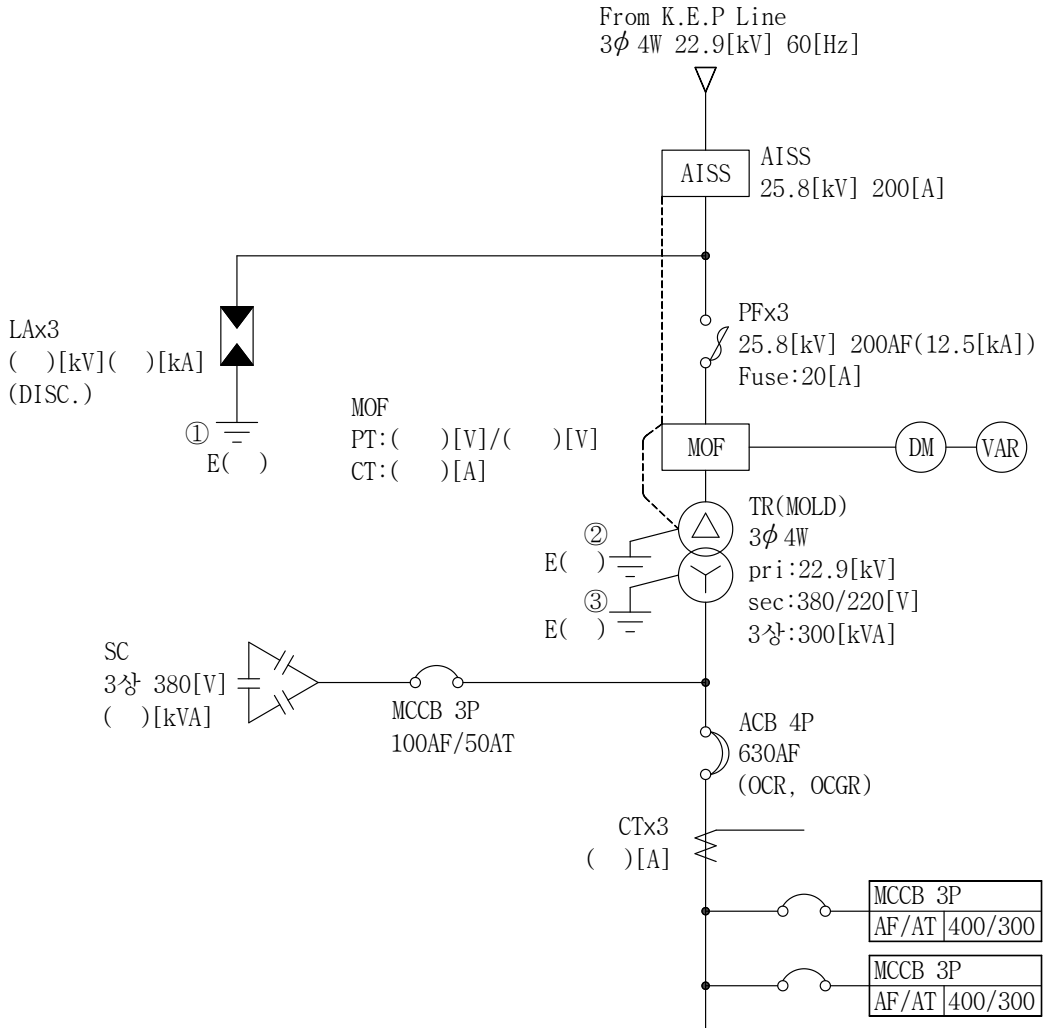 From K.E.P Line
3ϕ 4W 22.9[kV] 60[Hz]
AISS
AISS
25.8[kV] 200[A]
LAx3
(  )[kV](  )[kA]
(DISC.)
①
E(  )
PFx3
25.8[kV] 200AF(12.5[kA])
Fuse:20[A]
MOF
PT:(  )[V]/(  )[V]
CT:(  )[A]
MOF
DM
VAR
TR(MOLD)
3ϕ 4W
pri:22.9[kV]
sec:380/220[V]
3상:300[kVA]
②
E(  )
③
E(  )
SC
3상 380[V]
(  )[kVA]
MCCB 3P
100AF/50AT
ACB 4P
630AF
(OCR, OCGR)
CTx3
(  )[A]
MCCB 3P
AF/AT 400/300
MCCB 3P
AF/AT 400/300